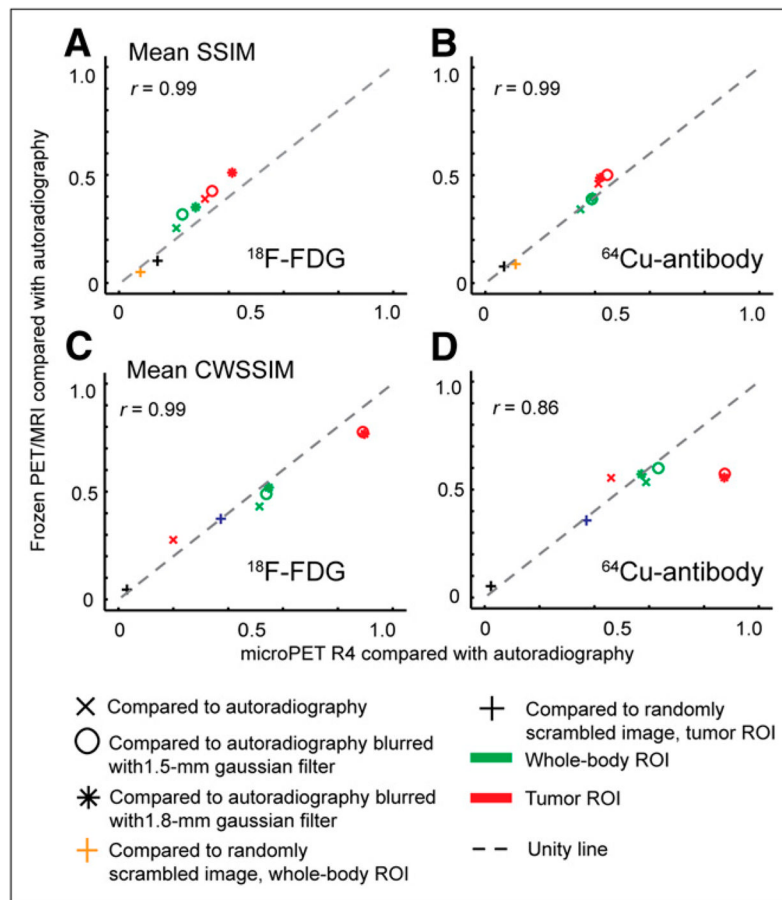 A
Mean SSIM
1.0
r = 0.99
0.5
0
18F-FDG
0
0.5
1.0
B
1.0
r = 0.99
0.5
0
64Cu-antibody
0
0.5
1.0
Frozen PET/MRI compared with autoradiography
C
Mean CWSSIM
1.0
r = 0.99
0.5
0
18F-FDG
0
0.5
1.0
D
1.0
r = 0.86
0.5
0
64Cu-antibody
0
0.5
1.0
microPET R4 compared with autoradiography
Compared to autoradiography
Compared to autoradiography blurred
with1.5-mm gaussian filter
Compared to autoradiography blurred
with1.8-mm gaussian filter
Compared to randomly
scrambled image, whole-body ROI
Compared to randomly
scrambled image, tumor ROI
Whole-body ROI
Tumor ROI
Unity line